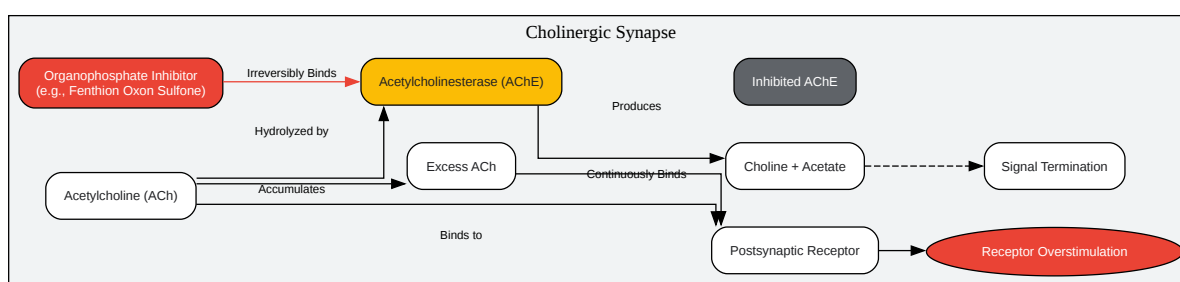 Cholinergic Synapse
Organophosphate Inhibitor
(e.g., Fenthion Oxon Sulfone)
Irreversibly Binds
Acetylcholinesterase (AChE)
Inhibited AChE
Produces
Hydrolyzed by
Excess ACh
Choline + Acetate
Signal Termination
Continuously Binds
Accumulates
Acetylcholine (ACh)
Binds to
Postsynaptic Receptor
Receptor Overstimulation